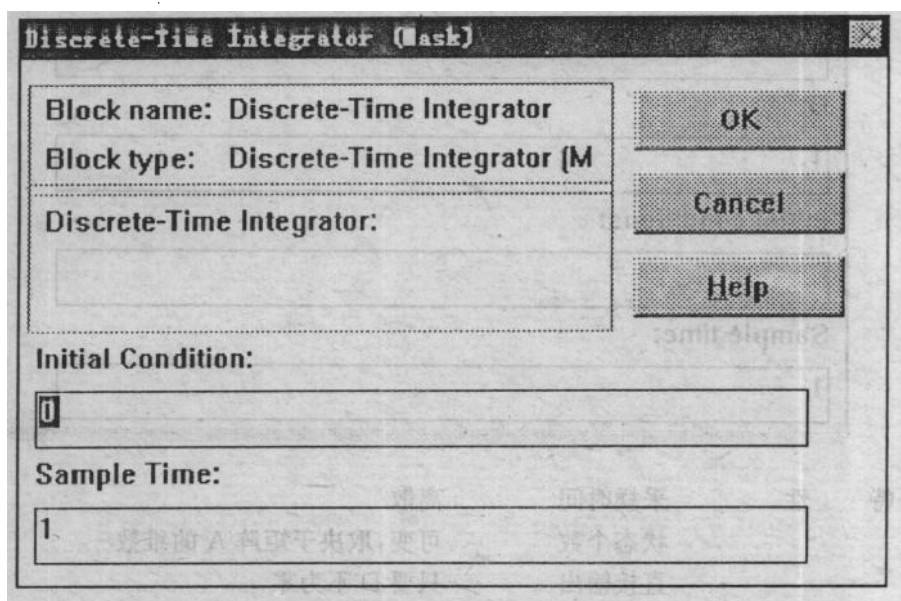 Discrete-Time Integrator (Mask)
Block name: Discrete-Time Integrator
OK
Block type: Discrete-Time Integrator (M
Discrete-Time Integrator:
Cancel
Help
Initial Condition:
0
Sample Time:
1